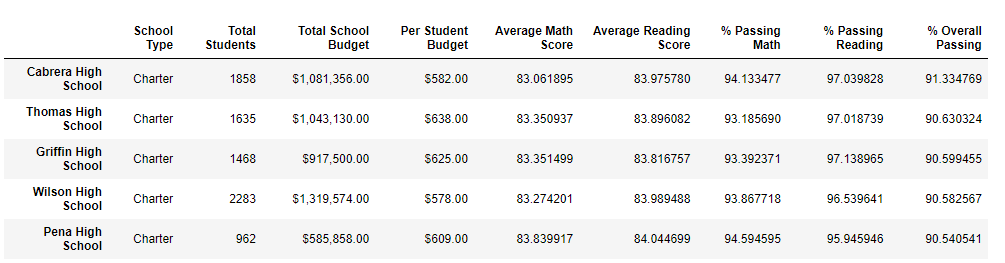 School Type Total Students Total School Budget Per Student Budget Average Math Score Average Reading Score % Passing Math % Passing Reading % Overall Passing
Cabrera High School Charter 1858 $1,081,356.00 $582.00 83.061895 83.975780 94.133477 97.039828 91.334769
Thomas High School Charter 1635 $1,043,130.00 $638.00 83.350937 83.896082 93.185690 97.018739 90.630324
Griffin High School Charter 1468 $917,500.00 $625.00 83.351499 83.816757 93.392371 97.138965 90.599455
Wilson High School Charter 2283 $1,319,574.00 $578.00 83.274201 83.989488 93.867718 96.539641 90.582567
Pena High School Charter 962 $585,858.00 $609.00 83.839917 84.044699 94.594595 95.945946 90.540541